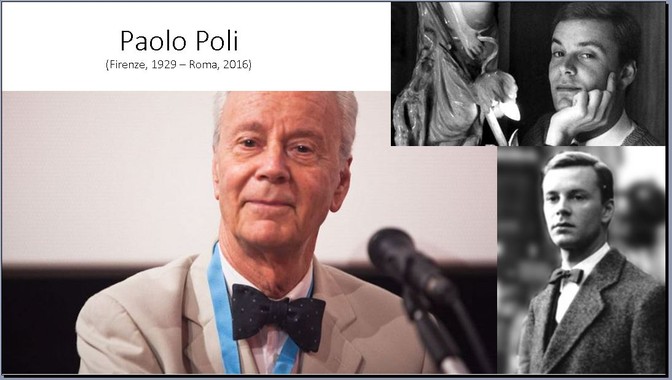 Paolo Poli
(Firenze, 1929 – Roma, 2016)